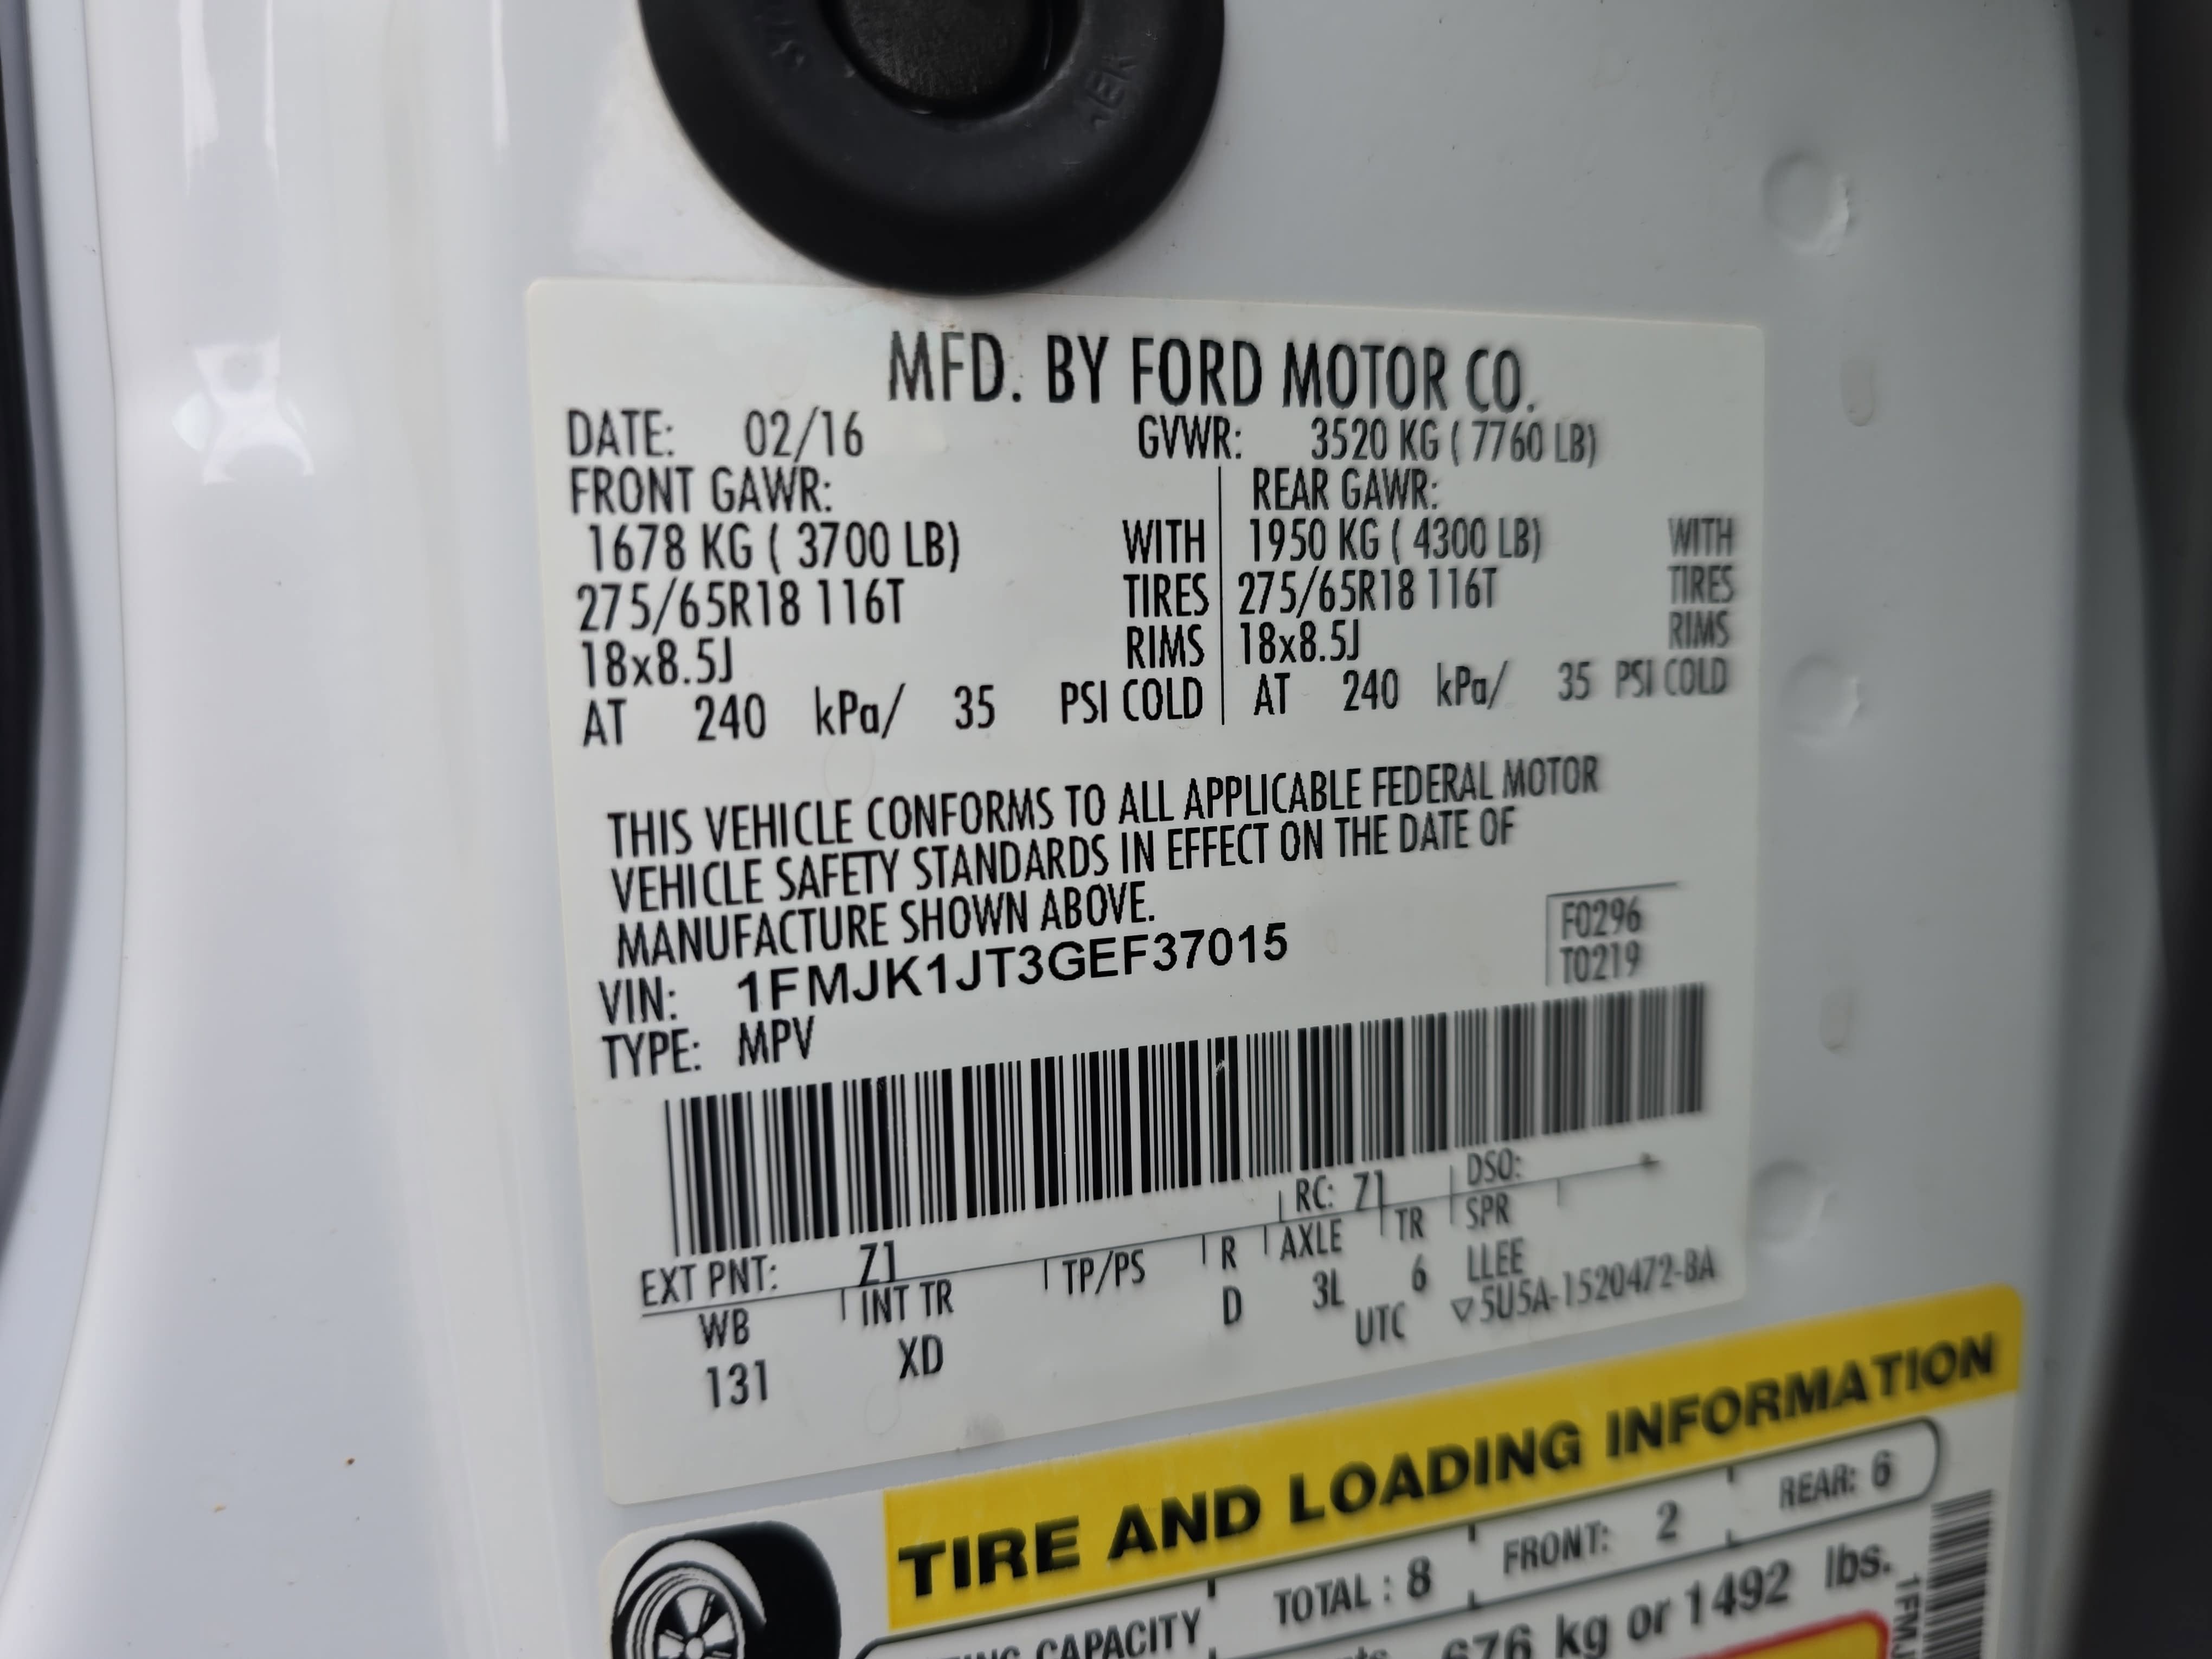 MFD. BY FORD MOTOR CO.
DATE: 02/16 GVWR: 3520 KG ( 7760 LB)
FRONT GAWR: REAR GAWR:
1678 KG ( 3700 LB) WITH 1950 KG ( 4300 LB) WITH
275/65R18 116T TIRES 275/65R18 116T TIRES
18x8.5J RIMS 18x8.5J RIMS
AT 240 kPa/ 35 PSI COLD AT 240 kPa/ 35 PSI COLD
THIS VEHICLE CONFORMS TO ALL APPLICABLE FEDERAL MOTOR
VEHICLE SAFETY STANDARDS IN EFFECT ON THE DATE OF
MANUFACTURE SHOWN ABOVE.
F0296
T0219
VIN: 1FMJK1JT3GEF37015
TYPE: MPV
EXT PNT: Z1 RC: Z1 DSO:
WB INT TR TP/PS R AXLE TR SPR
131 XD D 3L 6 LLEE
UTC ▽5U5A-1520472-BA
TIRE AND LOADING INFORMATION
CAPACITY TOTAL : 8 FRONT: 2 REAR: 6
676 kg or 1492 lbs.